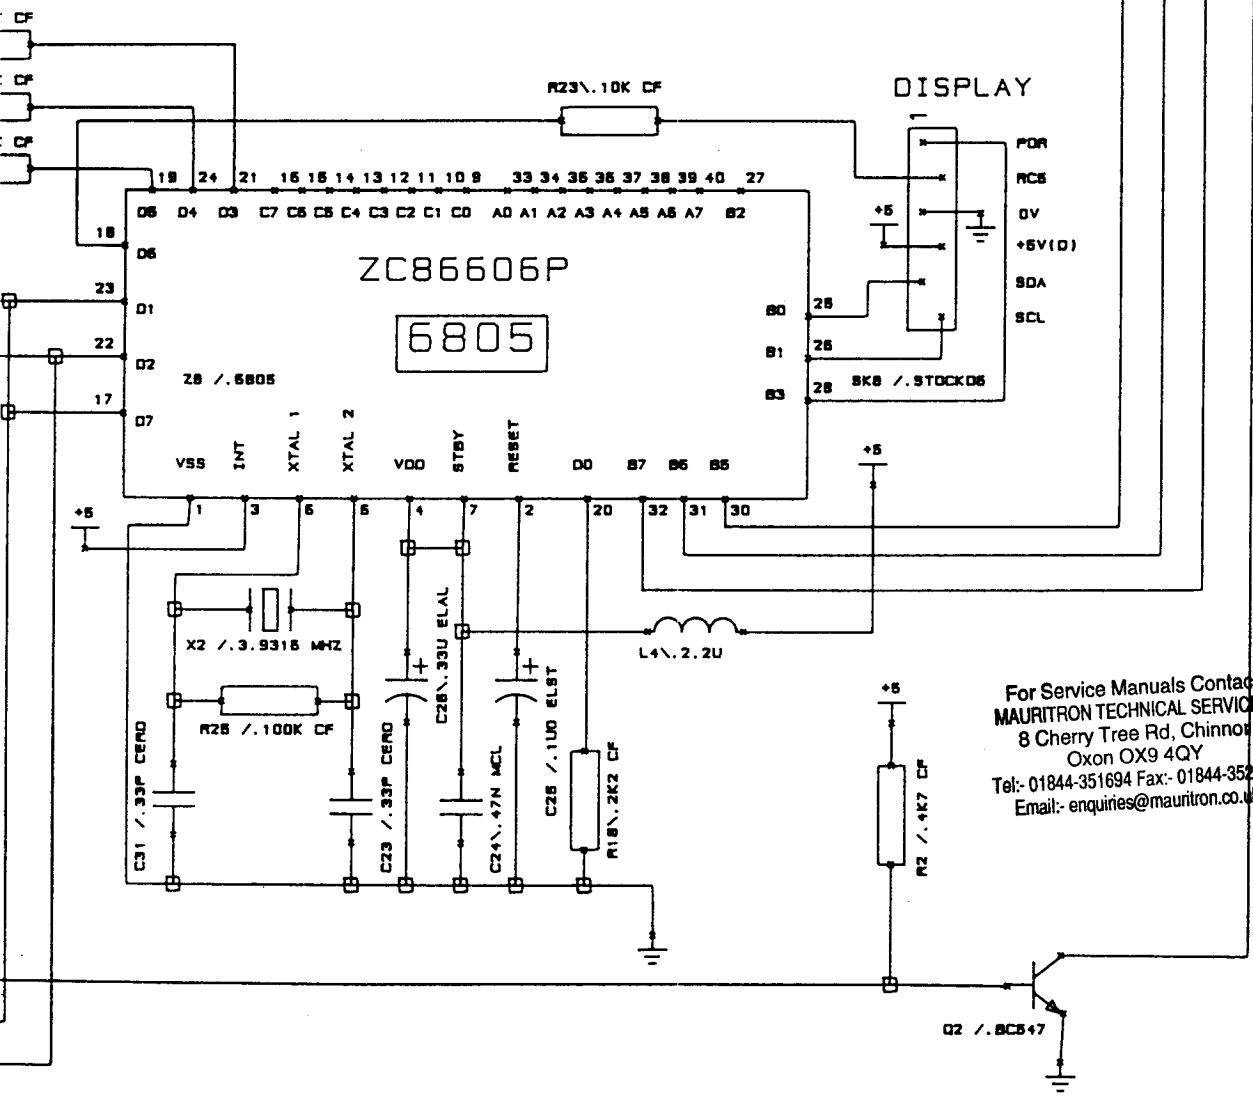 CF
CF
CF
R23\.10K CF
DISPLAY
1
POR
RC5
0V
+5V(D)
SDA
SCL
+5
19 24 21 16 15 14 13 12 11 10 9 33 34 35 36 37 38 39 40 27
D5 D4 D3 C7 C6 C5 C4 C3 C2 C1 C0 A0 A1 A2 A3 A4 A5 A6 A7 B2
18
D6
ZC86606P
23
D1
6805
B0 25
22
D2
B1 26
Z8 /.6805
SK8 /.STOCKO6
17
D7
B3 28
VSS INT XTAL 1 XTAL 2 VDD STBY RESET D0 B7 B6 B5
+5
1 3 6 5 4 7 2 20 32 31 30
+5
X2 /.3.9316 MHZ
L4\.2.2U
R25 /.100K CF
C31 /.33P CERD
C23 /.33P CERD
C26\.33U ELAL
C24\.47N MCL
C25 /.1U0 ELST
R18\.2K2 CF
+5
R2 /.4K7 CF
Q2 /.BC547
For Service Manuals Contac
MAURITRON TECHNICAL SERVIC
8 Cherry Tree Rd, Chinnor
Oxon OX9 4QY
Tel:- 01844-351694 Fax:- 01844-352
Email:- enquiries@mauritron.co.u